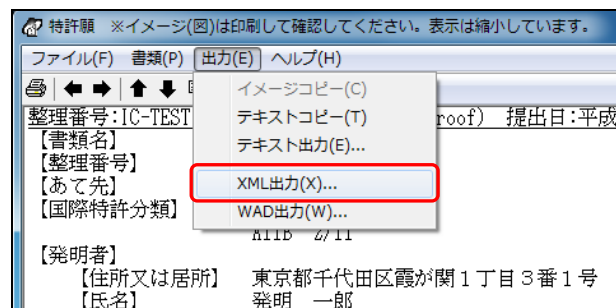 特許願 ※イメージ(図)は印刷して確認してください。表示は縮小しています。
ファイル(F) 書類(P) 出力(E) ヘルプ(H)
イメージコピー(C)
テキストコピー(T)
テキスト出力(E)...
XML出力(X)...
WAD出力(W)...
整理番号:IC-TEST roof) 提出日:平成
【書類名】
【整理番号】
【あて先】
【国際特許分類】
【発明者】
【住所又は居所】 東京都千代田区霞が関1丁目3番1号
【氏名】 発明 一郎